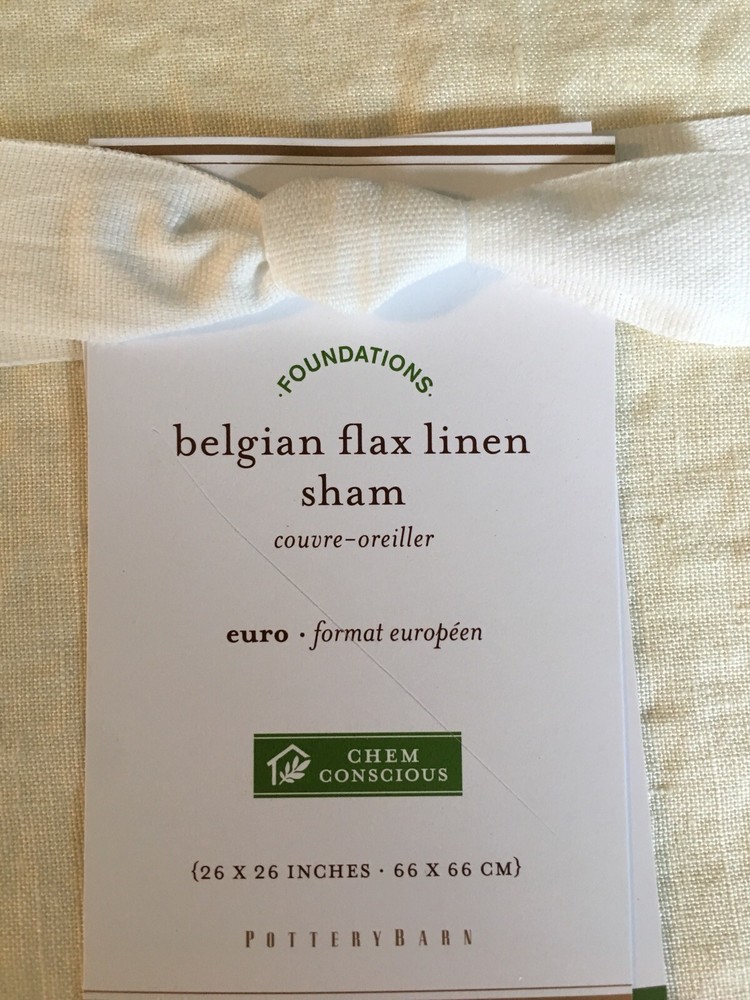 ·FOUNDATIONS·
belgian flax linen
sham
couvre-oreiller
euro · format européen
CHEM
CONSCIOUS
{26 X 26 INCHES · 66 X 66 CM}
POTTERYBARN